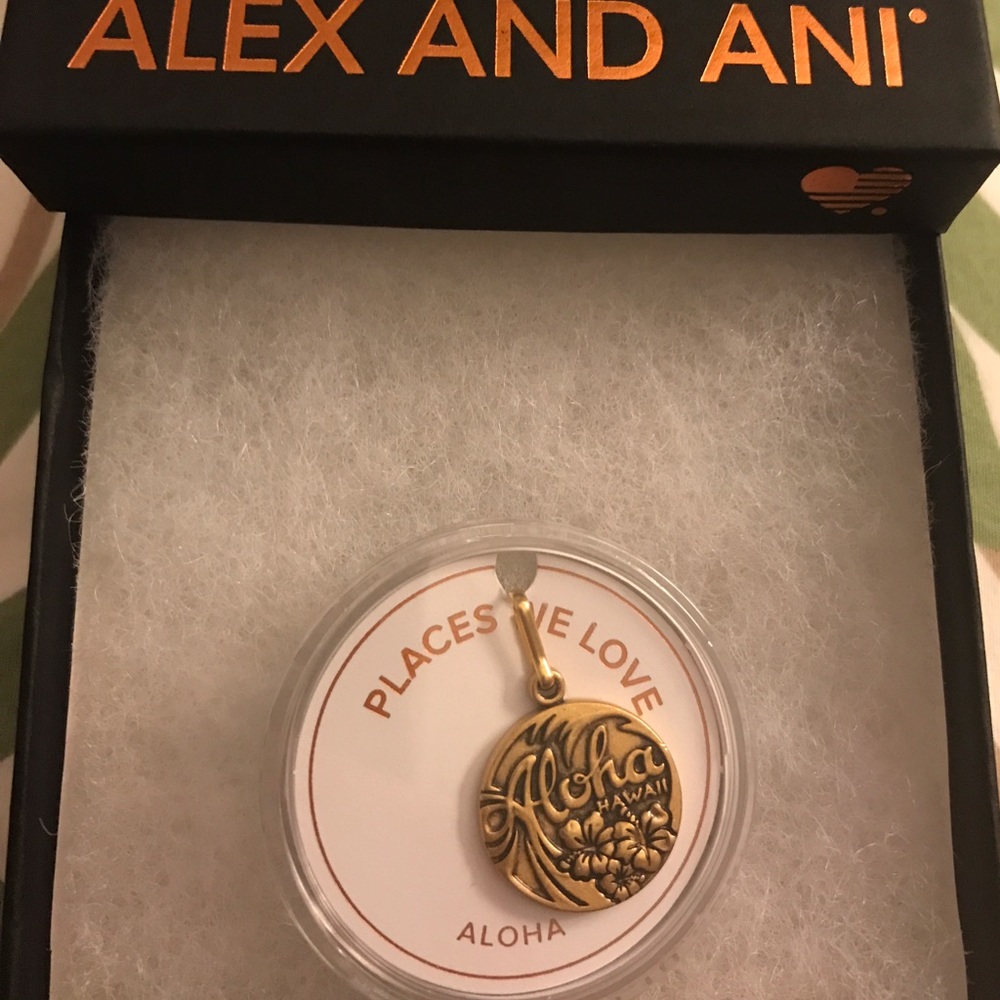 ALEX AND ANI
PLACES WE LOVE
Aloha
HAWAII
ALOHA